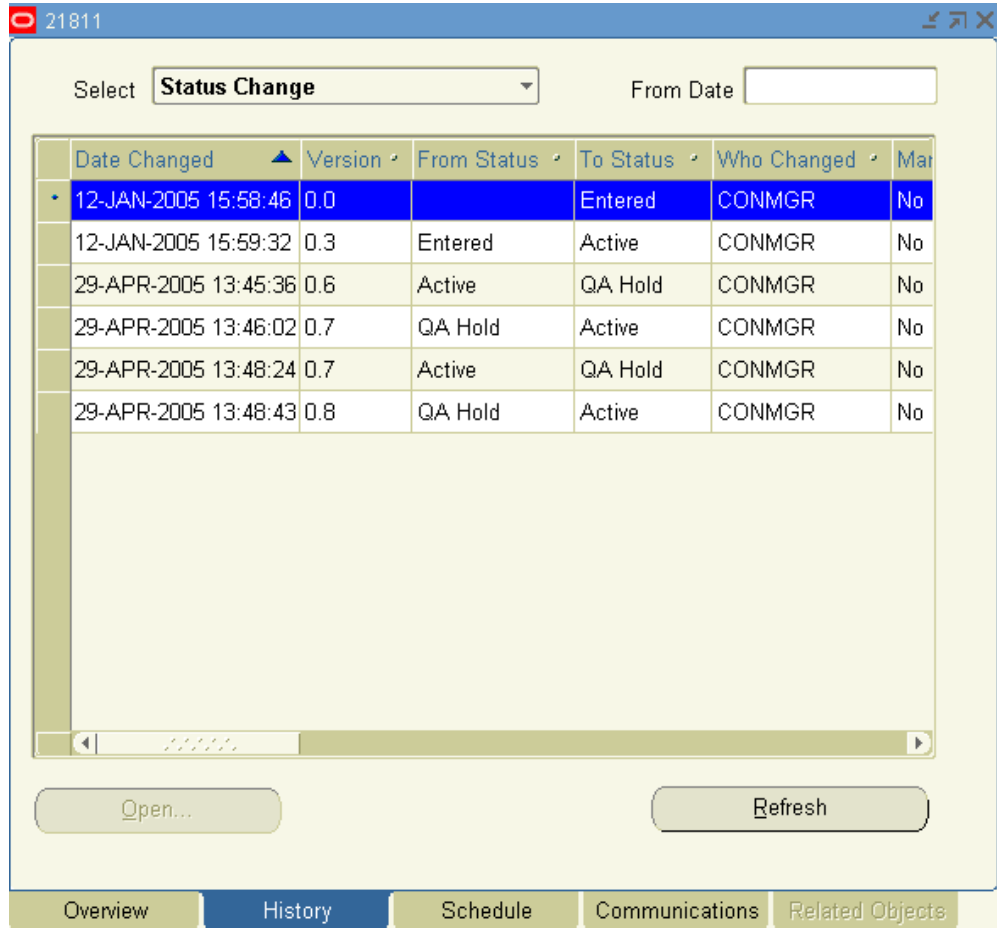 21811
Select Status Change From Date
Date Changed Version From Status To Status Who Changed Mar
12-JAN-2005 15:58:46 0.0 Entered CONMGR No
12-JAN-2005 15:59:32 0.3 Entered Active CONMGR No
29-APR-2005 13:45:36 0.6 Active QA Hold CONMGR No
29-APR-2005 13:46:02 0.7 QA Hold Active CONMGR No
29-APR-2005 13:48:24 0.7 Active QA Hold CONMGR No
29-APR-2005 13:48:43 0.8 QA Hold Active CONMGR No
Open... Refresh
Overview History Schedule Communications Related Objects